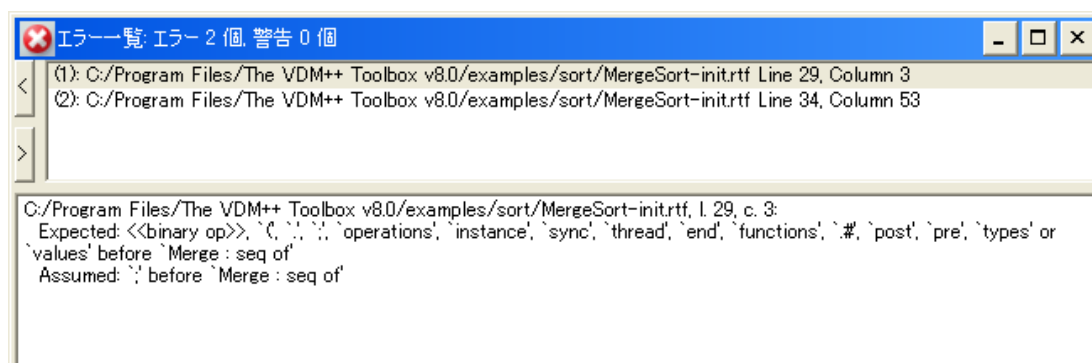 エラー一覧: エラー 2 個, 警告 0 個
(1): C:/Program Files/The VDM++ Toolbox v8.0/examples/sort/MergeSort-init.rtf Line 29, Column 3
(2): C:/Program Files/The VDM++ Toolbox v8.0/examples/sort/MergeSort-init.rtf Line 34, Column 53
<
>
C:/Program Files/The VDM++ Toolbox v8.0/examples/sort/MergeSort-init.rtf, l. 29, c. 3:
Expected: <<binary op>>, `(', `.', `;', `operations', `instance', `sync', `thread', `end', `functions', `.#', `post', `pre', `types' or
`values' before `Merge : seq of'
Assumed: `;' before `Merge : seq of'